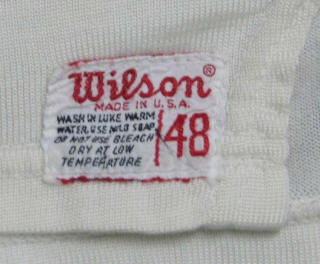 Wilson®
MADE IN U.S.A.
WASH IN LUKE WARM
WATER, USE MILD SOAP
DO NOT USE BLEACH
DRY AT LOW
TEMPERATURE
48